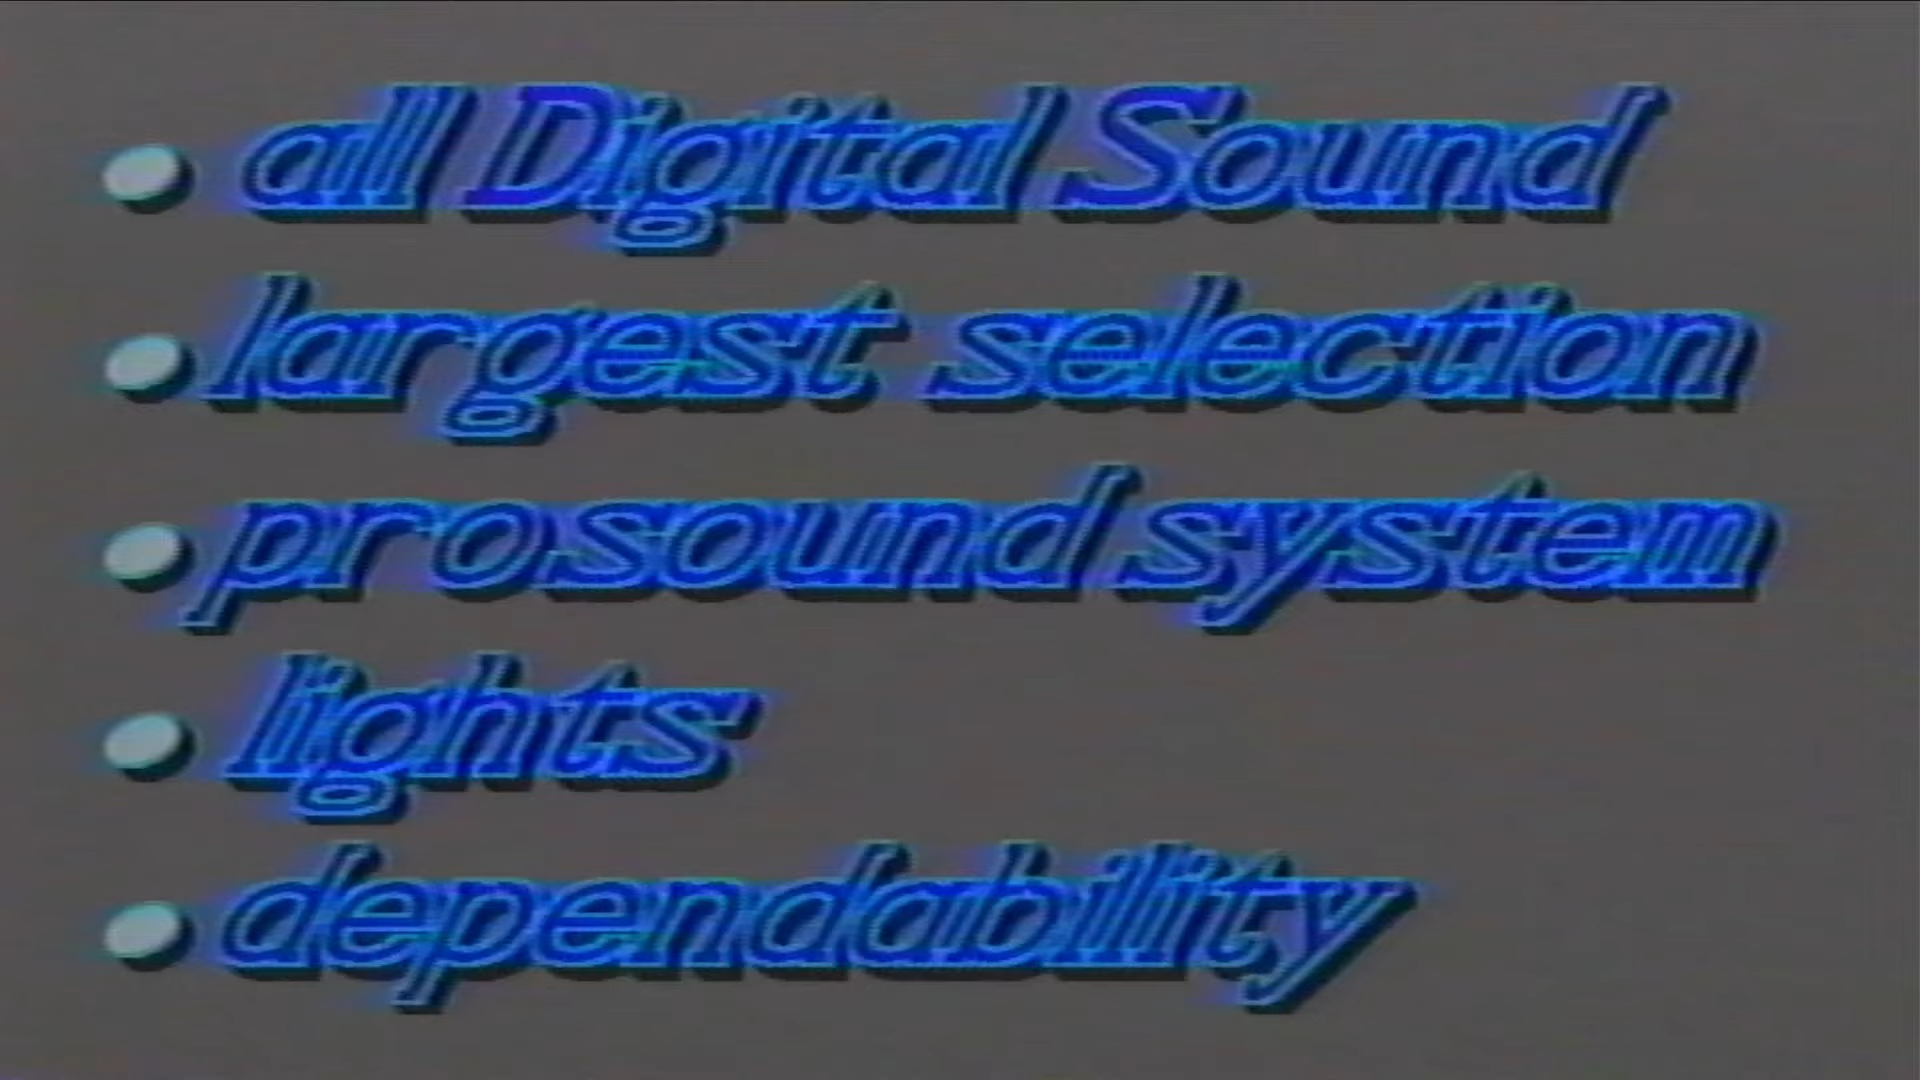 • all Digital Sound
• largest selection
• prosound system
• lights
• dependability